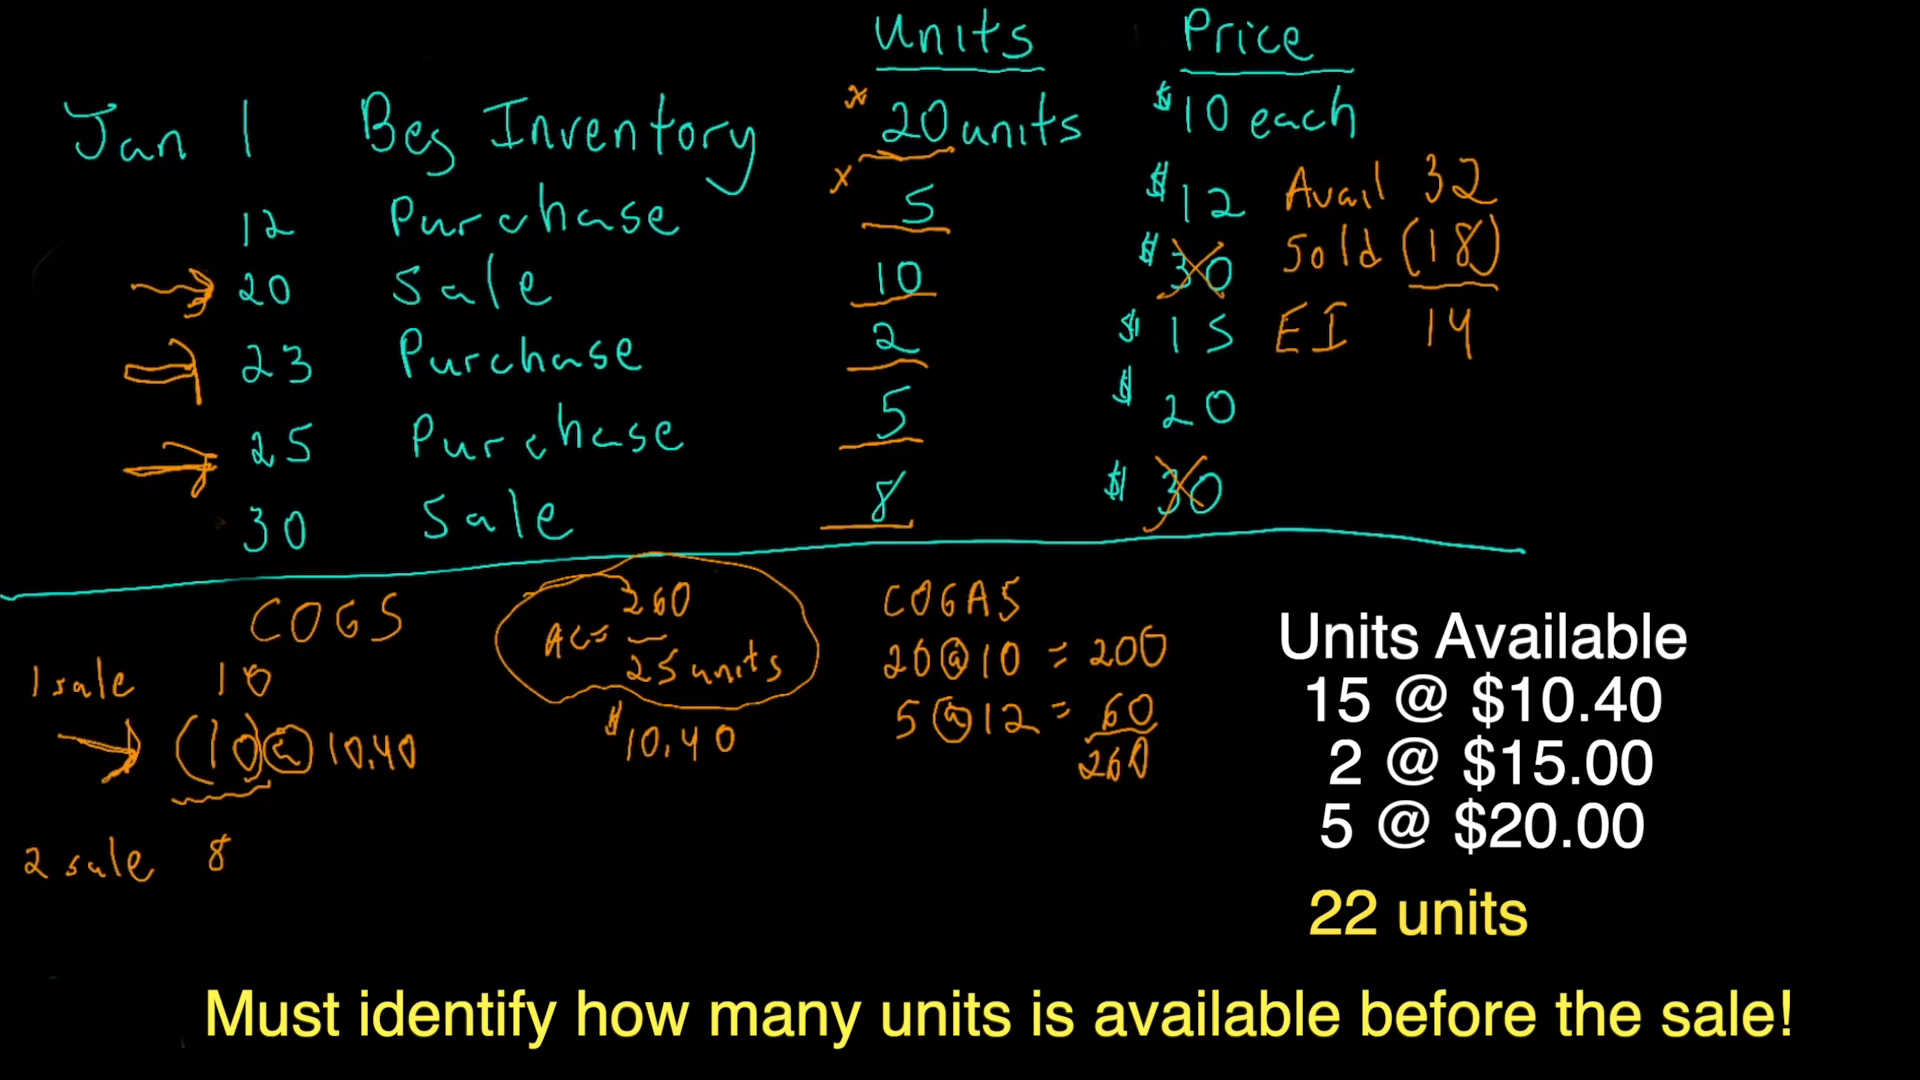 Units Price
Jan 1 Beg Inventory x 20 units $10 each
12 Purchase x 5 $12 Avail 32
20 Sale 10 $30 Sold (18)
23 Purchase 2 $15 EI 14
25 Purchase 5 $20
30 Sale 8 $30
COGS
1 sale 10
(10) @ 10.40
2 sale 8
AC = 260
25 units
$10.40
COGAS
20 @ 10 = 200
5 @ 12 = 60
260
Units Available
15 @ $10.40
2 @ $15.00
5 @ $20.00
22 units
Must identify how many units is available before the sale!